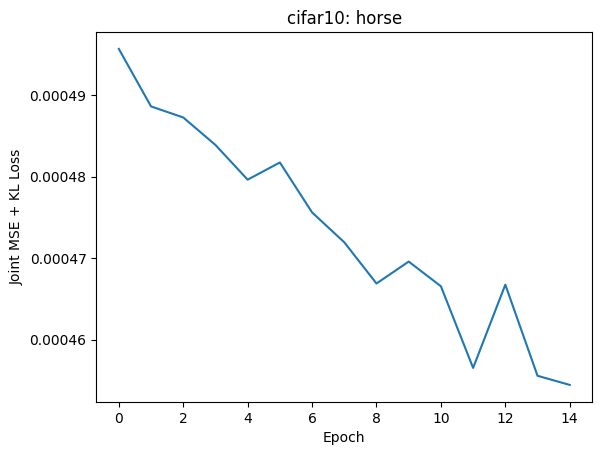 cifar10: horse
Joint MSE + KL Loss
0.00049
0.00048
0.00047
0.00046
0 2 4 6 8 10 12 14
Epoch